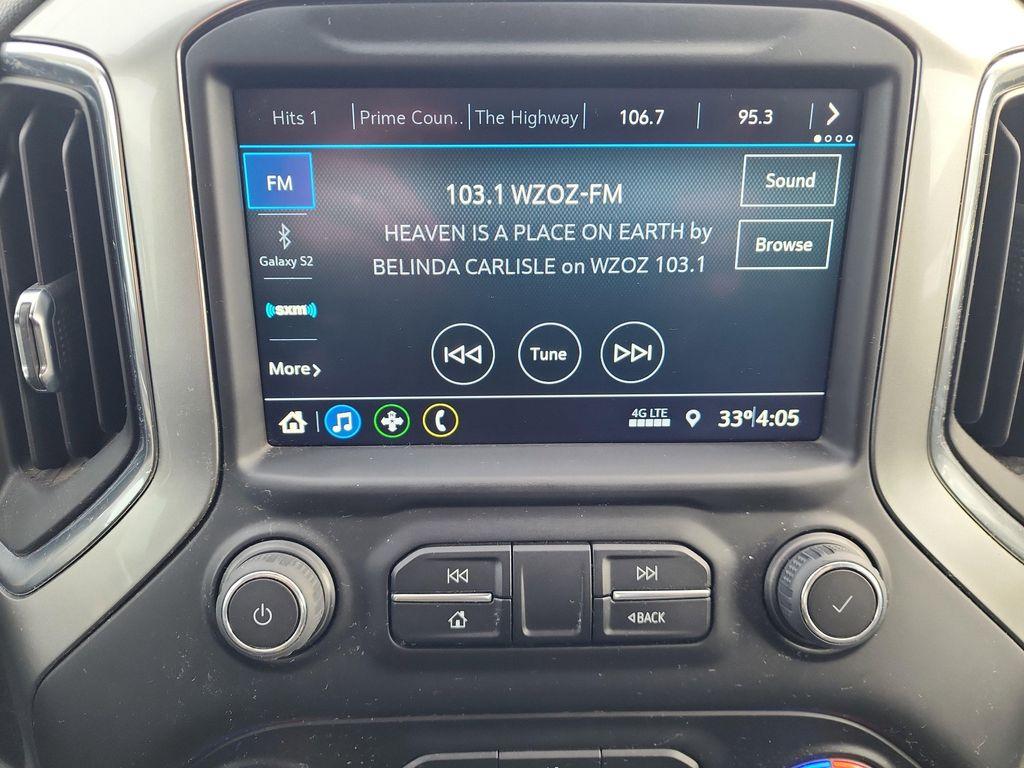 Hits 1 Prime Coun.. The Highway 106.7 95.3
FM
103.1 WZOZ-FM
Sound
HEAVEN IS A PLACE ON EARTH by
BELINDA CARLISLE on WZOZ 103.1
Browse
Galaxy S2
sxm
More
Tune
4G LTE
33° 4:05
BACK